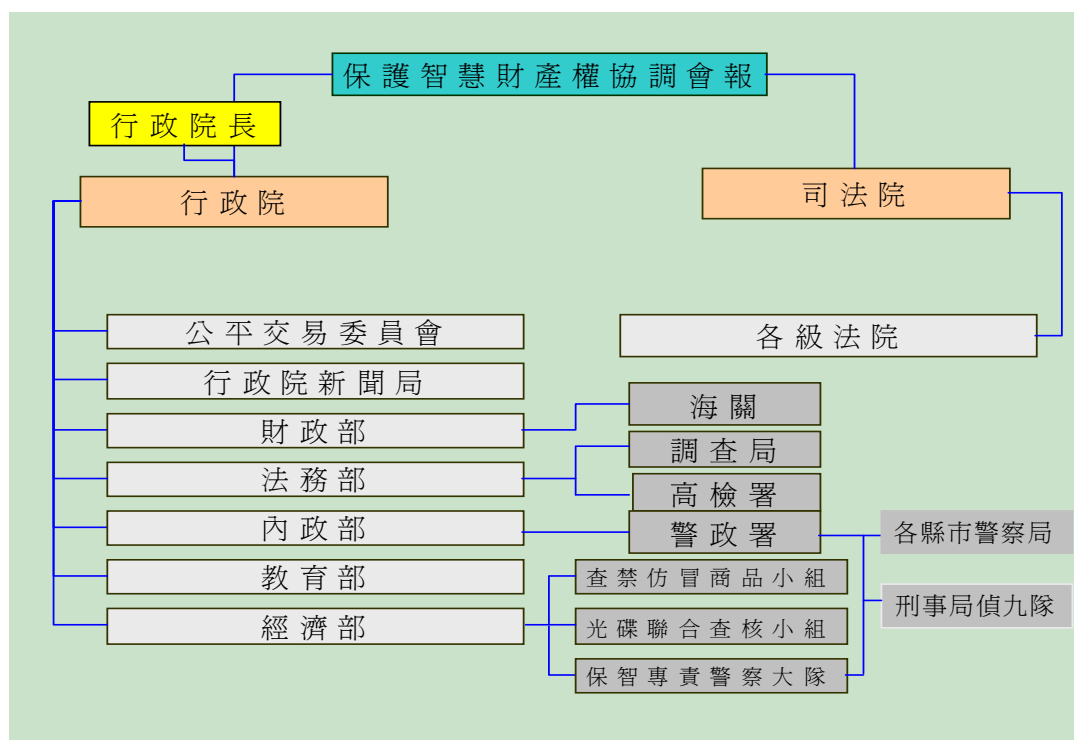 保護智慧財產權協調會報
行政院長
行政院
司法院
公平交易委員會
各級法院
行政院新聞局
海關
財政部
調查局
法務部
高檢署
內政部
警政署
各縣市警察局
教育部
查禁仿冒商品小組
刑事局偵九隊
經濟部
光碟聯合查核小組
保智專責警察大隊